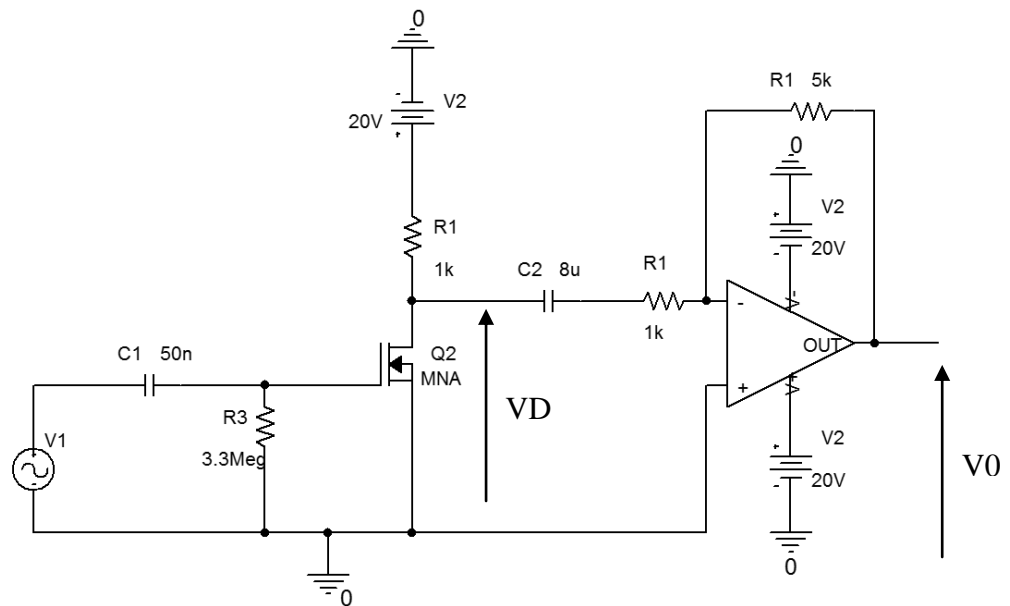 0
- V2
20V
+
R1
1k
C1 50n
V1
+
-
R3
3.3Meg
Q2
MNA
VD
C2 8u
R1
1k
R1 5k
0
+ V2
20V
-
V-
-
+
OUT
V+
+ V2
20V
-
0
V0
0